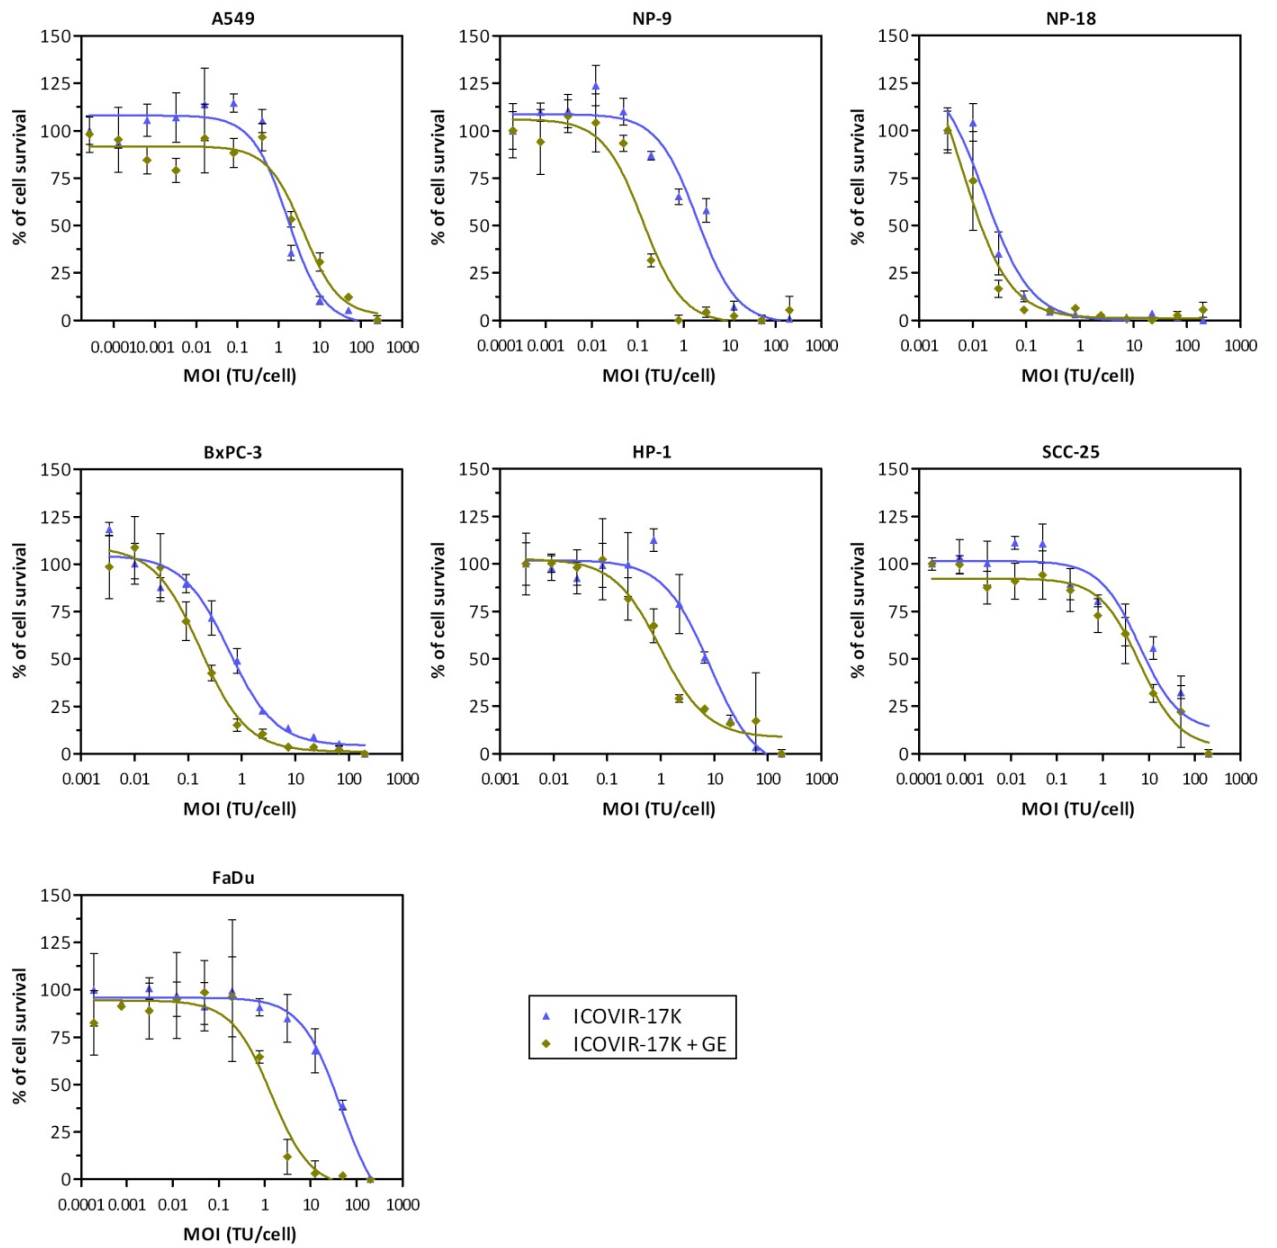 A549 NP-9 NP-18
150 150 150
125 125 125
100 100 100
75 75 75
50 50 50
25 25 25
0 0 0
% of cell survival % of cell survival % of cell survival
0.0001 0.001 0.01 0.1 1 10 100 1000 0.0001 0.001 0.01 0.1 1 10 100 1000 0.001 0.01 0.1 1 10 100 1000
MOI (TU/cell) MOI (TU/cell) MOI (TU/cell)
BxPC-3 HP-1 SCC-25
150 150 150
125 125 125
100 100 100
75 75 75
50 50 50
25 25 25
0 0 0
% of cell survival % of cell survival % of cell survival
0.001 0.01 0.1 1 10 100 1000 0.001 0.01 0.1 1 10 100 1000 0.0001 0.001 0.01 0.1 1 10 100 1000
MOI (TU/cell) MOI (TU/cell) MOI (TU/cell)
FaDu
150
125
100
75
50
25
0
% of cell survival
0.0001 0.001 0.01 0.1 1 10 100 1000
MOI (TU/cell)
ICOVIR-17K
ICOVIR-17K + GE